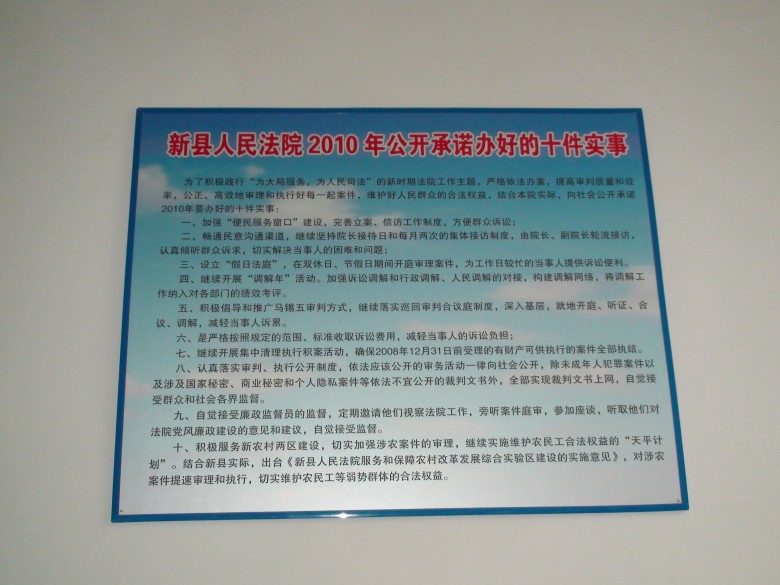 新县人民法院2010年公开承诺办好的十件实事
为了积极践行“为大局服务，为人民司法”的新时期法院工作主题，严格依法办案，提高审判质量和效
率，公正、高效地审理和执行好每一起案件，维护好人民群众的合法权益，结合本院实际，向社会公开承诺
2010年要办好的十件实事：
一、加强“便民服务窗口”建设，完善立案、信访工作制度，方便群众诉讼；
二、畅通民意沟通渠道，继续坚持院长接待日和每月两次的集体接访制度，由院长、副院长轮流接访，
认真倾听群众诉求，切实解决当事人的困难和问题；
三、设立“假日法庭”，在双休日、节假日期间开庭审理案件，为工作日较忙的当事人提供诉讼便利。
四、继续开展“调解年”活动。加强诉讼调解和行政调解、人民调解的对接，构建调解网络，将调解工
作纳入对各部门的绩效考评。
五、积极倡导和推广马锡五审判方式，继续落实巡回审判合议庭制度，深入基层，就地开庭、听证、合
议、调解，减轻当事人诉累。
六、是严格按照规定的范围、标准收取诉讼费用，减轻当事人的诉讼负担；
七、继续开展集中清理执行积案活动，确保2008年12月31日前受理的有财产可供执行的案件全部执结。
八、认真落实审判、执行公开制度，依法应该公开的审务活动一律向社会公开，除未成年人犯罪案件以
及涉及国家秘密、商业秘密和个人隐私案件等依法不宜公开的裁判文书外，全部实现裁判文书上网，自觉接
受群众和社会各界监督。
九、自觉接受廉政监督员的监督，定期邀请他们视察法院工作，旁听案件庭审，参加座谈，听取他们对
法院党风廉政建设的意见和建议，自觉接受监督。
十、积极服务新农村两区建设，切实加强涉农案件的审理，继续实施维护农民工合法权益的“天平计
划”。结合新县实际，出台《新县人民法院服务和保障农村改革发展综合实验区建设的实施意见》，对涉农
案件提速审理和执行，切实维护农民工等弱势群体的合法权益。